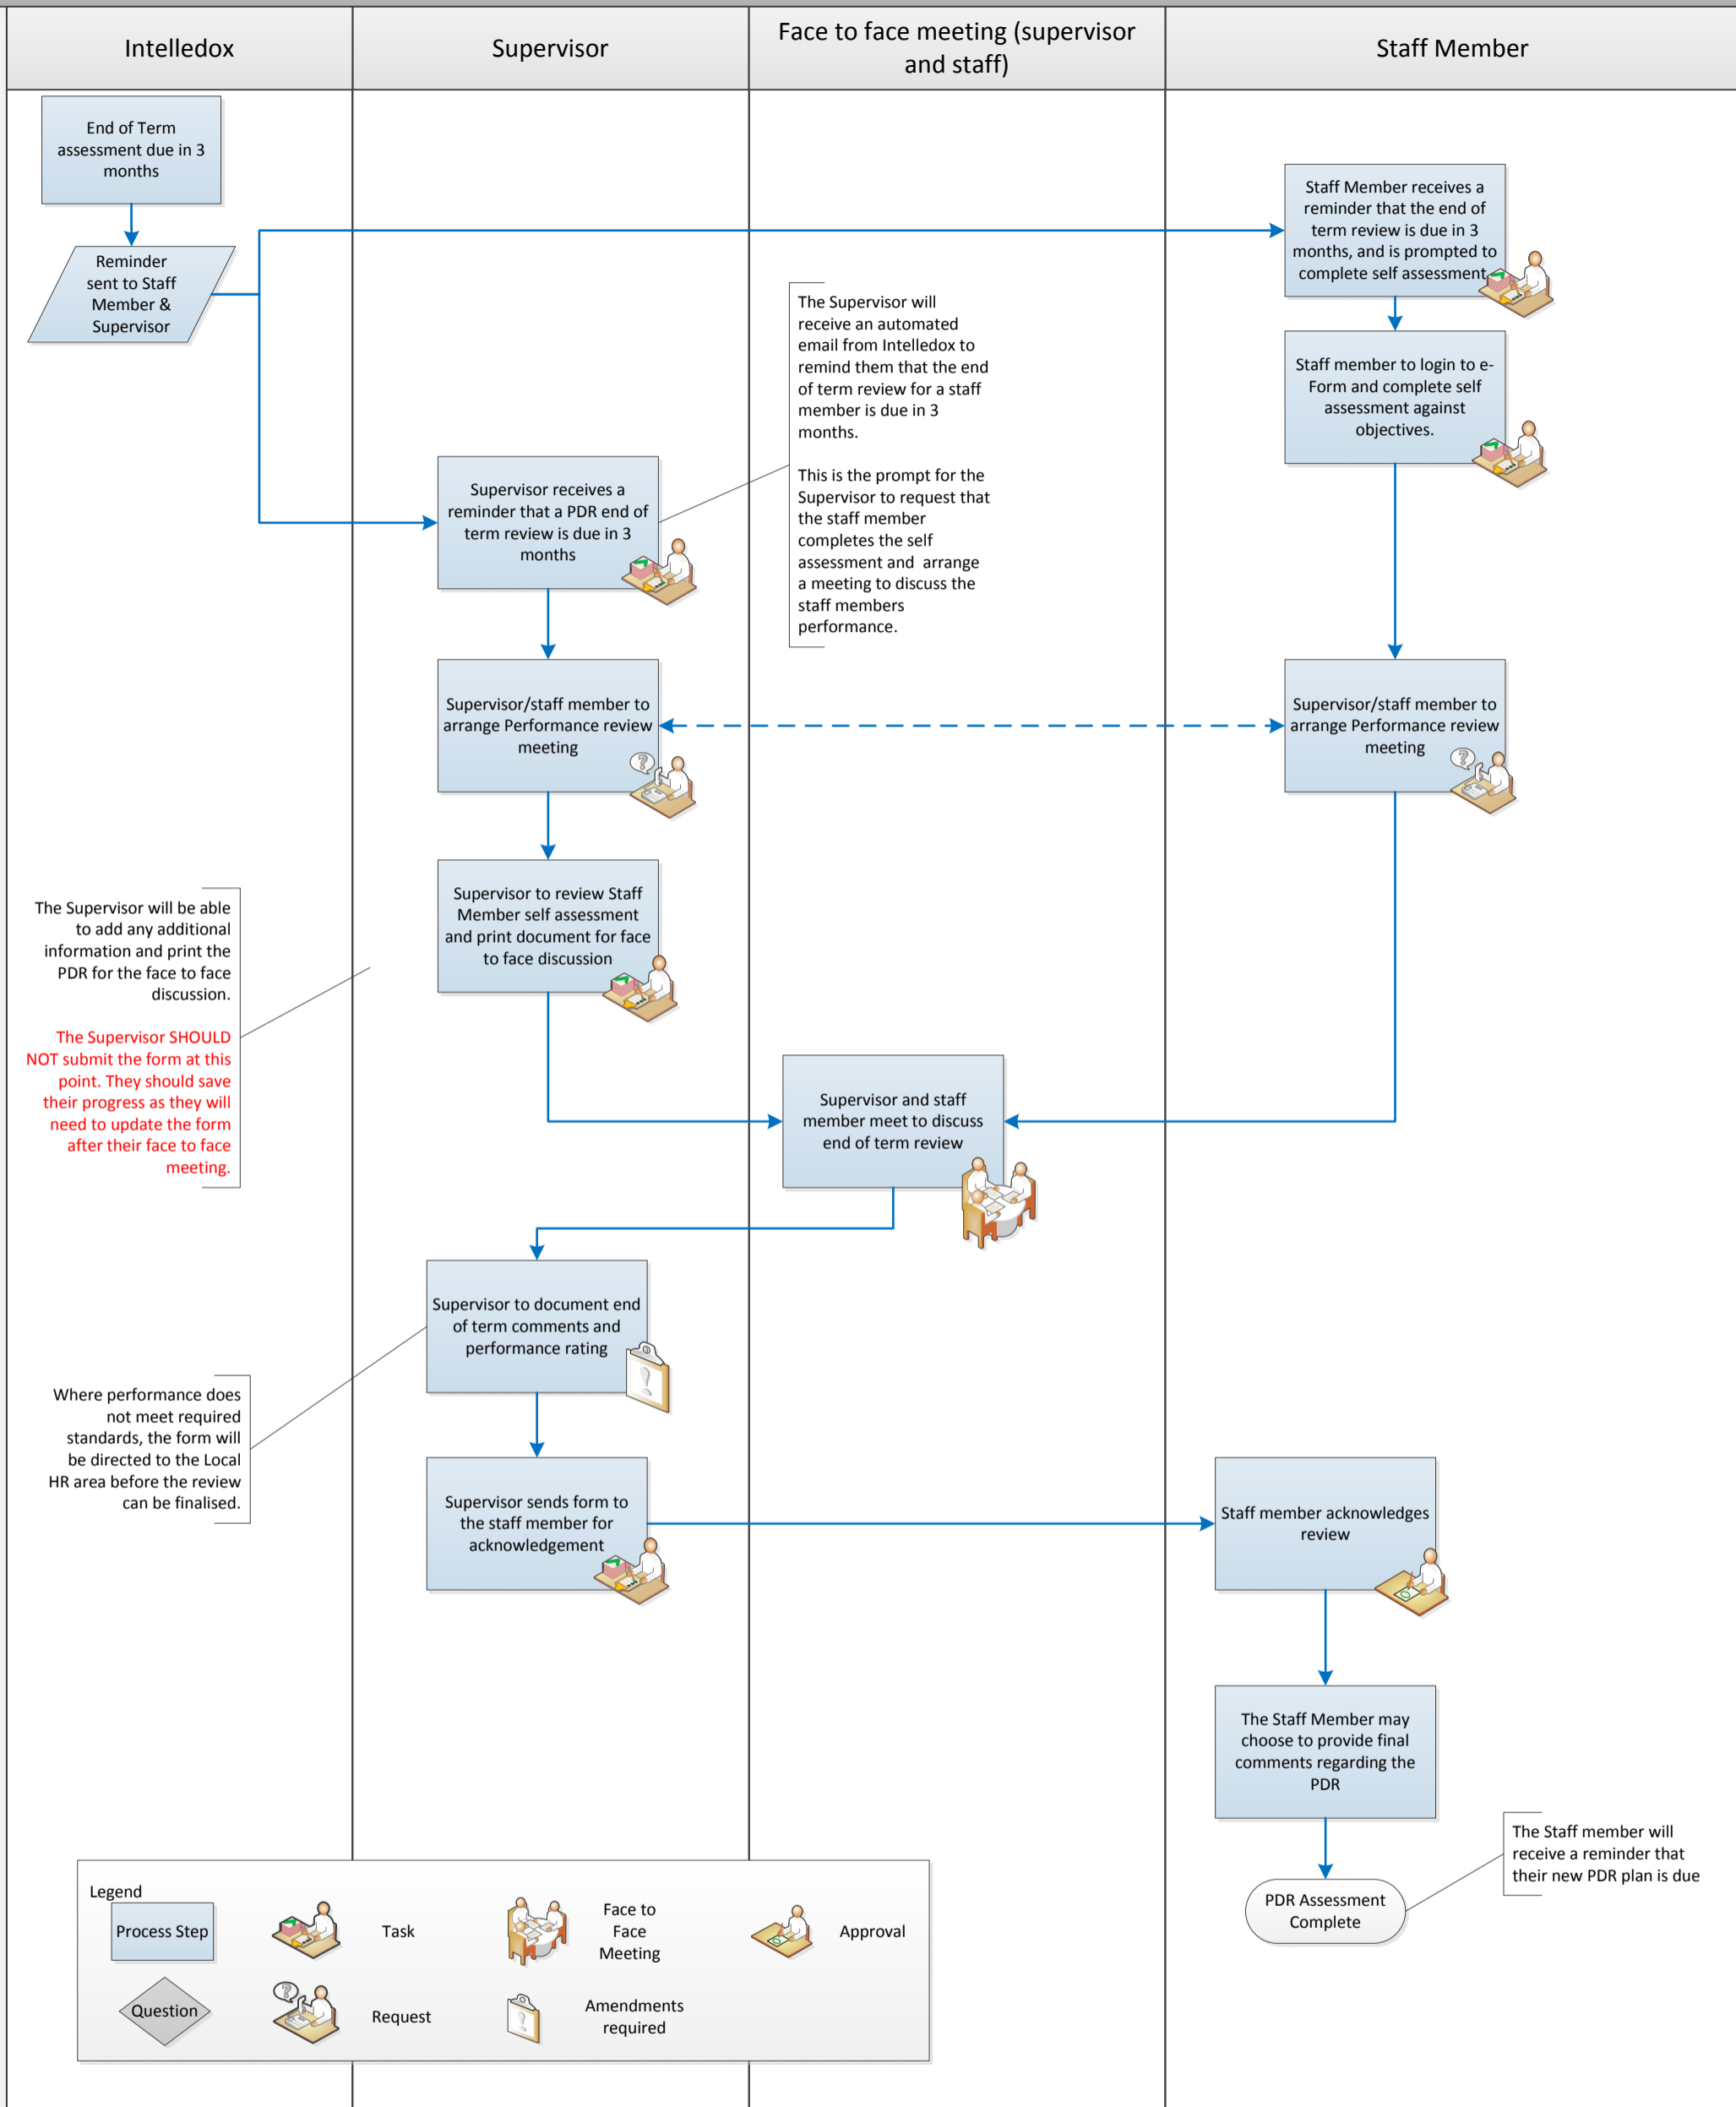 Intelledox
Supervisor
Face to face meeting (supervisor
and staff)
Staff Member
End of Term
assessment due in 3
months
Reminder
sent to Staff
Member &
Supervisor
Staff Member receives a
reminder that the end of
term review is due in 3
months, and is prompted to
complete self assessment.
Staff member to login to e-
Form and complete self
assessment against
objectives.
The Supervisor will
receive an automated
email from Intelledox to
remind them that the end
of term review for a staff
member is due in 3
months.
This is the prompt for the
Supervisor to request that
the staff member
completes the self
assessment and  arrange
a meeting to discuss the
staff members
performance.
Supervisor receives a
reminder that a PDR end of
term review is due in 3
months
Supervisor/staff member to
arrange Performance review
meeting
Supervisor/staff member to
arrange Performance review
meeting
Supervisor to review Staff
Member self assessment
and print document for face
to face discussion
The Supervisor will be able
to add any additional
information and print the
PDR for the face to face
discussion.
The Supervisor SHOULD
NOT submit the form at this
point. They should save
their progress as they will
need to update the form
after their face to face
meeting.
Supervisor and staff
member meet to discuss
end of term review
Supervisor to document end
of term comments and
performance rating
Where performance does
not meet required
standards, the form will
be directed to the Local
HR area before the review
can be finalised.
Supervisor sends form to
the staff member for
acknowledgement
Staff member acknowledges
review
The Staff Member may
choose to provide final
comments regarding the
PDR
The Staff member will
receive a reminder that
their new PDR plan is due
PDR Assessment
Complete
Legend
Process Step
Task
Face to
Face
Meeting
Approval
Question
Request
Amendments
required